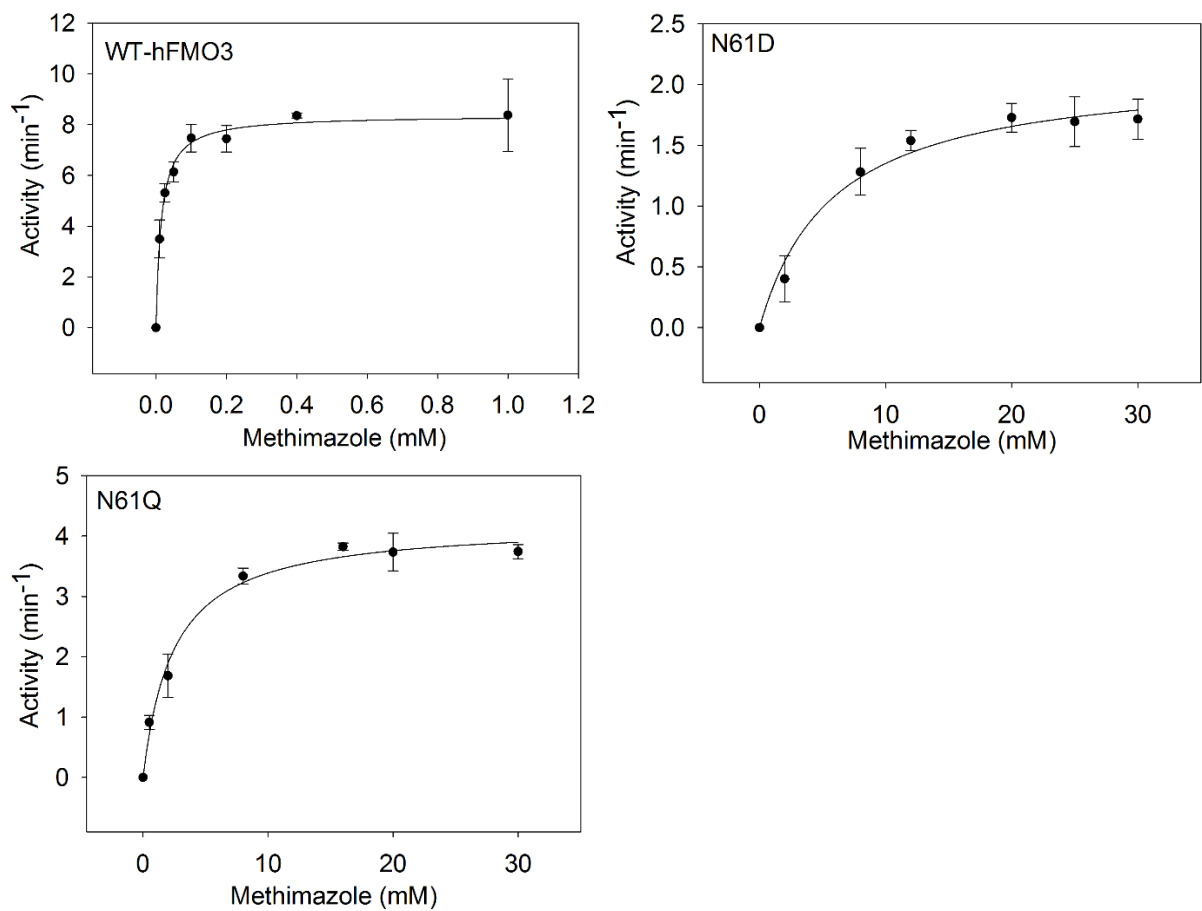 WT-hFMO3
Activity (min⁻¹)
12
10
8
6
4
2
0
0.0 0.2 0.4 0.6 0.8 1.0 1.2
Methimazole (mM)
N61D
Activity (min⁻¹)
2.5
2.0
1.5
1.0
0.5
0.0
0 10 20 30
Methimazole (mM)
N61Q
Activity (min⁻¹)
5
4
3
2
1
0
0 10 20 30
Methimazole (mM)